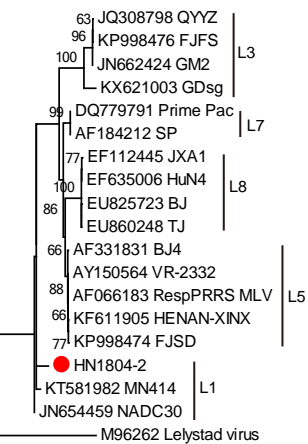 63 JQ308798 QYYZ
96 KP998476 FJFS
JN662424 GM2
100 KX621003 GDsg
L3
99 DQ779791 Prime Pac
AF184212 SP
L7
77 EF112445 JXA1
EF635006 HuN4
100 EU825723 BJ
EU860248 TJ
L8
86
66 AF331831 BJ4
AY150564 VR-2332
88 AF066183 RespPRRS MLV
66 KF611905 HENAN-XINX
77 KP998474 FJSD
L5
HN1804-2
KT581982 MN414
JN654459 NADC30
L1
M96262 Lelystad virus